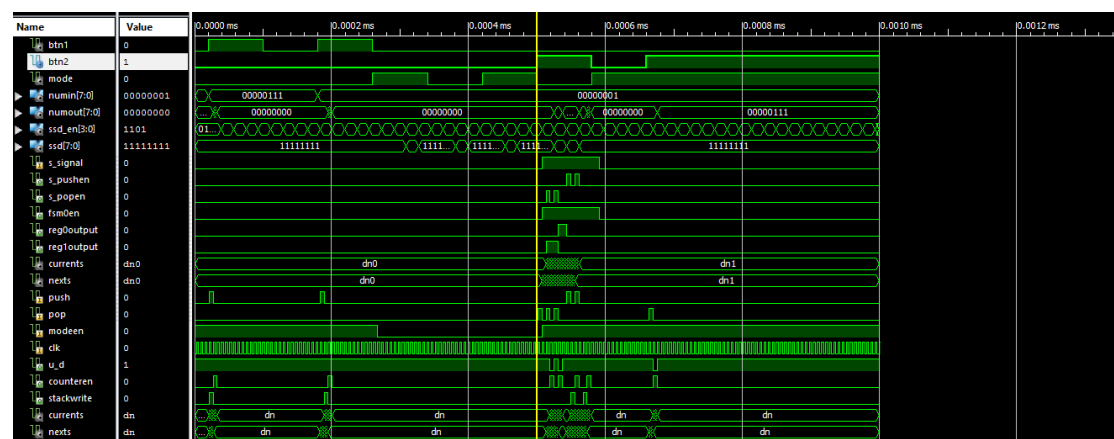 Name Value 0.0000 ms 0.0002 ms 0.0004 ms 0.0006 ms 0.0008 ms 0.0010 ms 0.0012 ms
btn1 0
btn2 1
mode 0
numin[7:0] 00000001 00000111 00000001
numout[7:0] 00000000 ... 00000000 00000000 ... 00000000 00000111
ssd_en[3:0] 1101 01...
ssd[7:0] 11111111 11111111 1111... 1111... 1111... 11111111
s_signal 0
s_pushen 0
s_popen 0
fsm0en 0
reg0output 0
reg1output 0
currents dn0 dn0 dn1
nexts dn0 dn0 dn1
push 0
pop 0
modeen 0
clk 0
u_d 1
counteren 0
stackwrite 0
currents dn ... dn dn dn dn
nexts dn ... dn dn dn dn